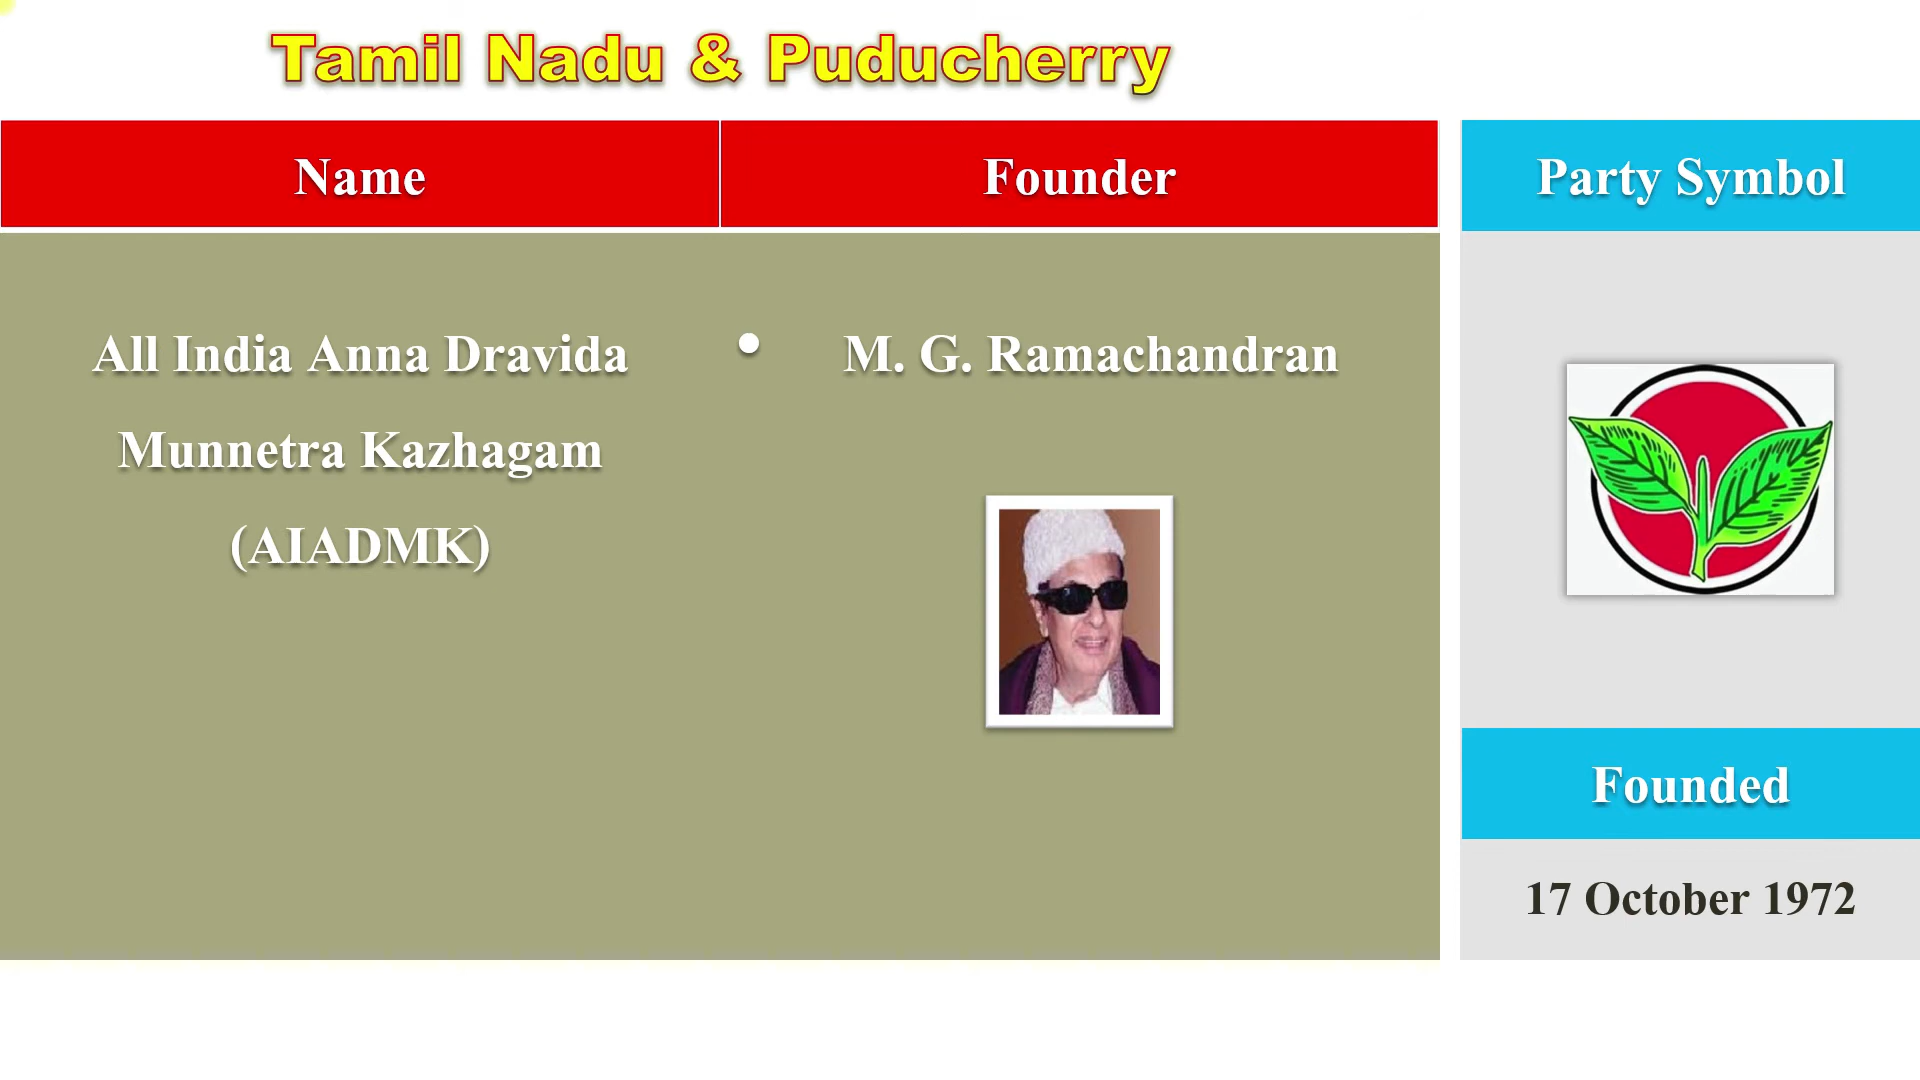 Tamil Nadu & Puducherry
Name
Founder
Party Symbol
All India Anna Dravida
Munnetra Kazhagam
(AIADMK)
• M. G. Ramachandran
Founded
17 October 1972